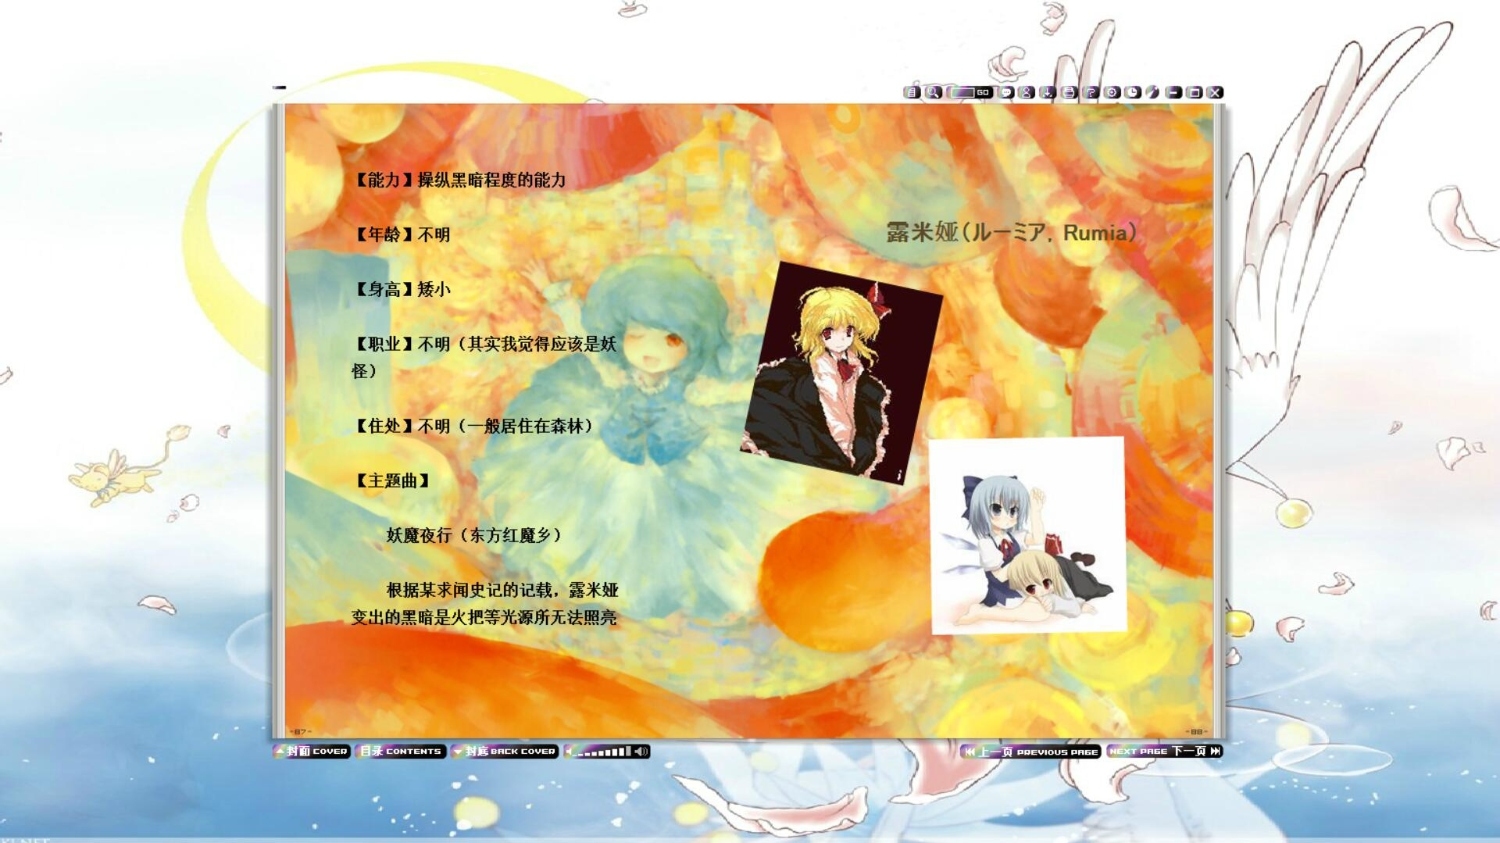 GO
【能力】操纵黑暗程度的能力
【年龄】不明
【身高】矮小
【职业】不明（其实我觉得应该是妖
怪）
【住处】不明（一般居住在森林）
【主题曲】
妖魔夜行（东方红魔乡）
根据某求闻史记的记载，露米娅
变出的黑暗是火把等光源所无法照亮
露米娅（ルーミア, Rumia）
-87-
-88-
封面 COVER
目录 CONTENTS
封底 BACK COVER
上一页 PREVIOUS PAGE
NEXT PAGE 下一页